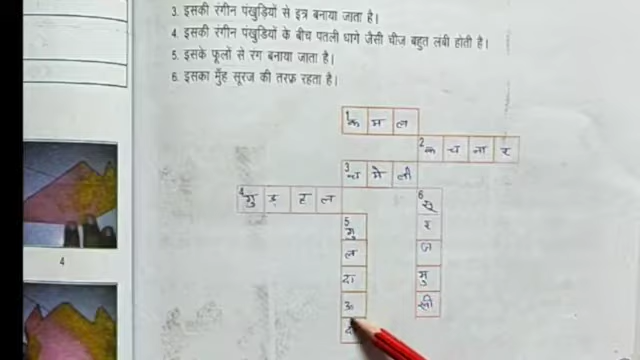 3. इसकी रंगीन पंखुड़ियों से इत्र बनाया जाता है।
4. इसकी रंगीन पंखुड़ियों के बीच पतली धागे जैसी चीज़ बहुत लंबी होती है।
5. इसके फूलों से रंग बनाया जाता है।
6. इसका मुँह सूरज की तरफ़ रहता है।
1 क म ल
2 क च ना र
3 च मे ली
4 गु ड़ ह ल
5 गु ल दा
6 सू र ज मु खी
4